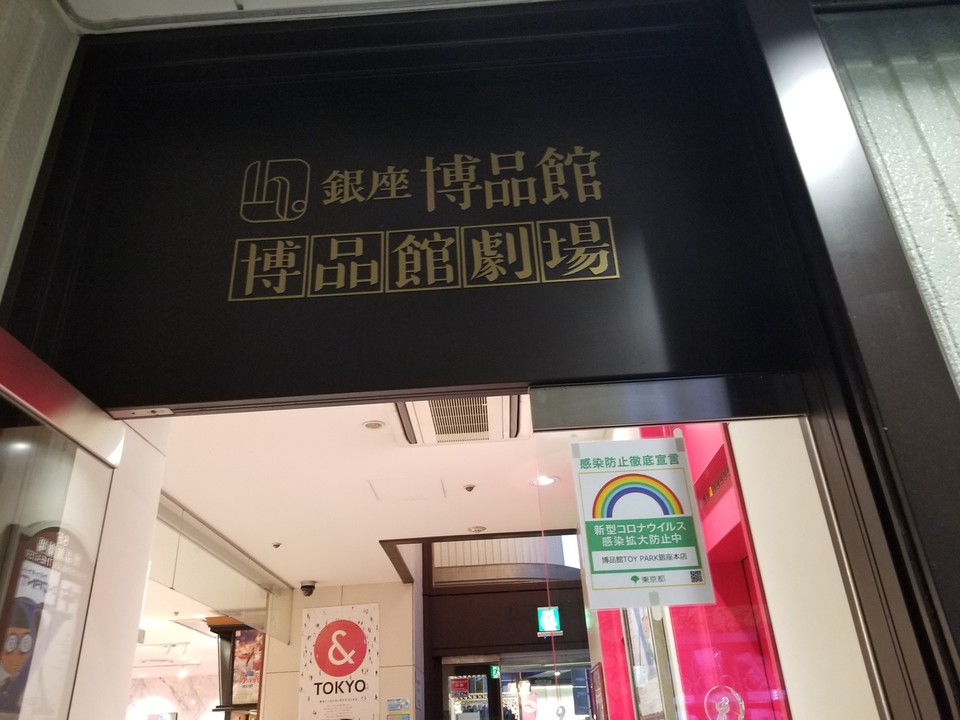 銀座 博品館
博品館劇場
感染防止徹底宣言
新型コロナウイルス
感染拡大防止中
博品館TOY PARK銀座本店
東京都
&
TOKYO